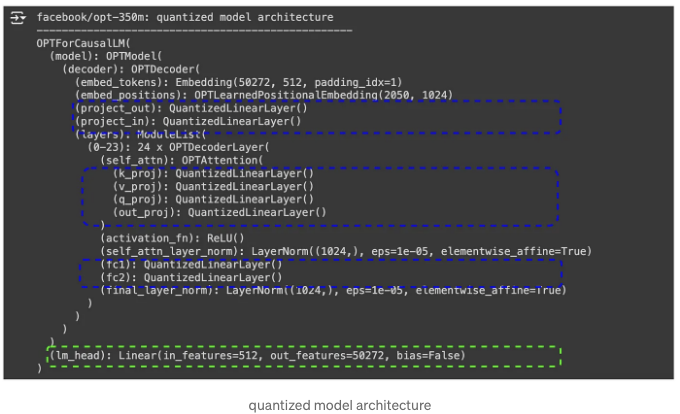 facebook/opt-350m: quantized model architecture
--------------------------------------------------
OPTForCausalLM(
(model): OPTModel(
(decoder): OPTDecoder(
(embed_tokens): Embedding(50272, 512, padding_idx=1)
(embed_positions): OPTLearnedPositionalEmbedding(2050, 1024)
(project_out): QuantizedLinearLayer()
(project_in): QuantizedLinearLayer()
(layers): ModuleList(
(0-23): 24 x OPTDecoderLayer(
(self_attn): OPTAttention(
(k_proj): QuantizedLinearLayer()
(v_proj): QuantizedLinearLayer()
(q_proj): QuantizedLinearLayer()
(out_proj): QuantizedLinearLayer()
)
(activation_fn): ReLU()
(self_attn_layer_norm): LayerNorm((1024,), eps=1e-05, elementwise_affine=True)
(fc1): QuantizedLinearLayer()
(fc2): QuantizedLinearLayer()
(final_layer_norm): LayerNorm((1024,), eps=1e-05, elementwise_affine=True)
)
)
)
)
(lm_head): Linear(in_features=512, out_features=50272, bias=False)
)
quantized model architecture